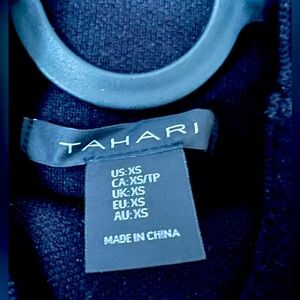 TAHARI
US:XS
CA:XS/TP
UK:XS
EU:XS
AU:XS
MADE IN CHINA